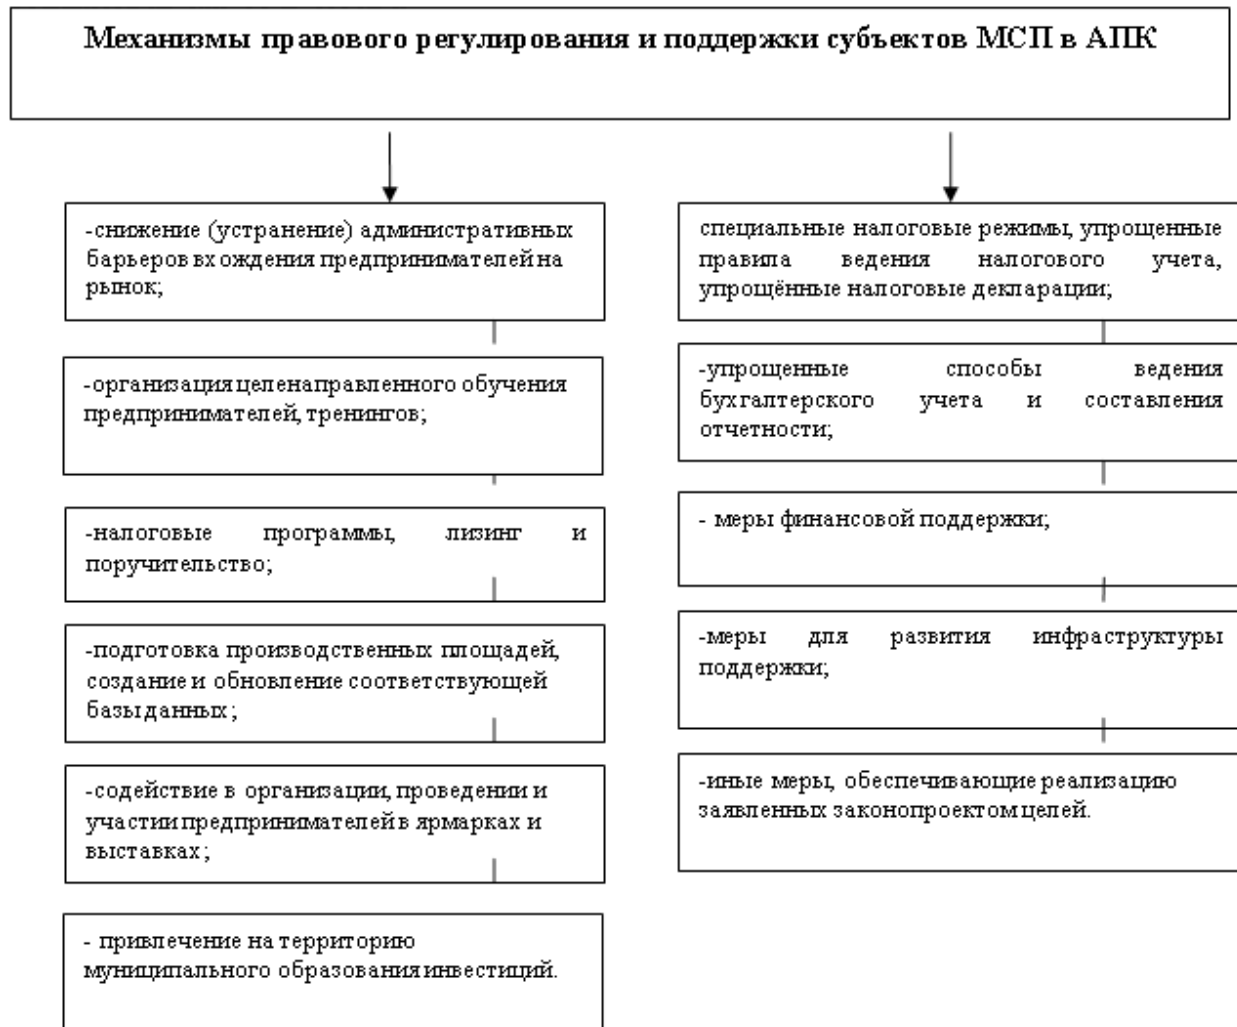 Механизмы правового регулирования и поддержки субъектов МСП в АПК
-снижение (устранение) административных
барьеров вхождения предпринимателей на
рынок;
-организация целенаправленного обучения
предпринимателей, тренингов;
-налоговые программы, лизинг и
поручительство;
-подготовка производственных площадей,
создание и обновление соответствующей
базы данных;
-содействие в организации, проведении и
участии предпринимателей в ярмарках и
выставках;
- привлечение на территорию
муниципального образования инвестиций.
специальные налоговые режимы, упрощенные
правила ведения налогового учета,
упрощённые налоговые декларации;
-упрощенные способы ведения
бухгалтерского учета и составления
отчетности;
- меры финансовой поддержки;
-меры для развития инфраструктуры
поддержки;
-иные меры, обеспечивающие реализацию
заявленных законопроектом целей.